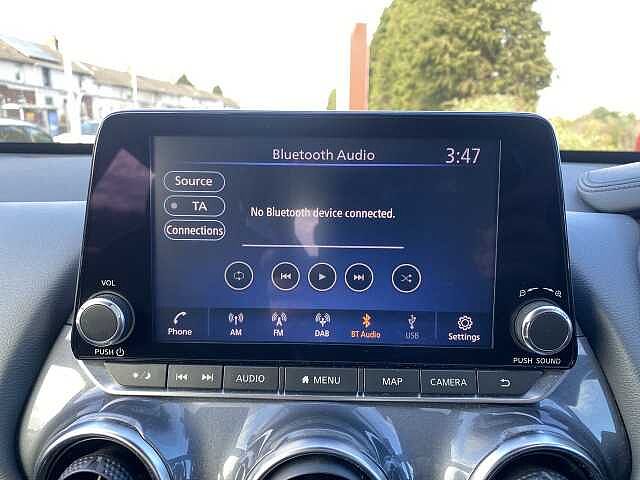 Bluetooth Audio 3:47
Source
TA
Connections
No Bluetooth device connected.
VOL
PUSH
Phone AM FM DAB BT Audio USB Settings
PUSH SOUND
AUDIO MENU MAP CAMERA